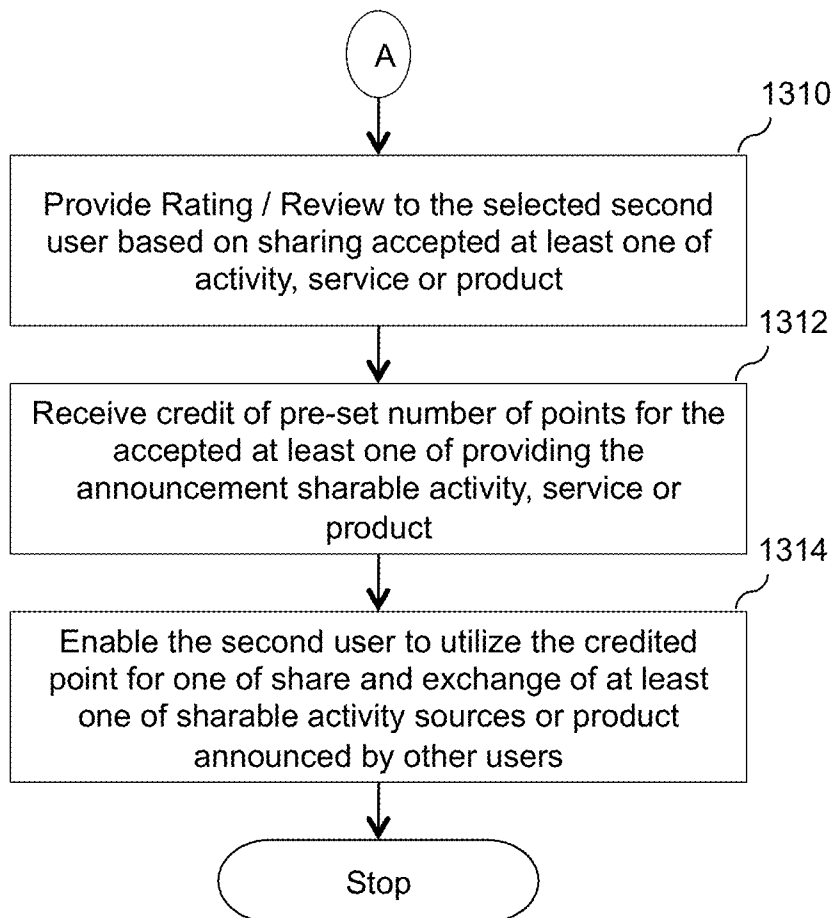 A
1310
Provide Rating / Review to the selected second
user based on sharing accepted at least one of
activity, service or product
1312
Receive credit of pre-set number of points for the
accepted at least one of providing the
announcement sharable activity, service or
product
1314
Enable the second user to utilize the credited
point for one of share and exchange of at least
one of sharable activity sources or product
announced by other users
Stop